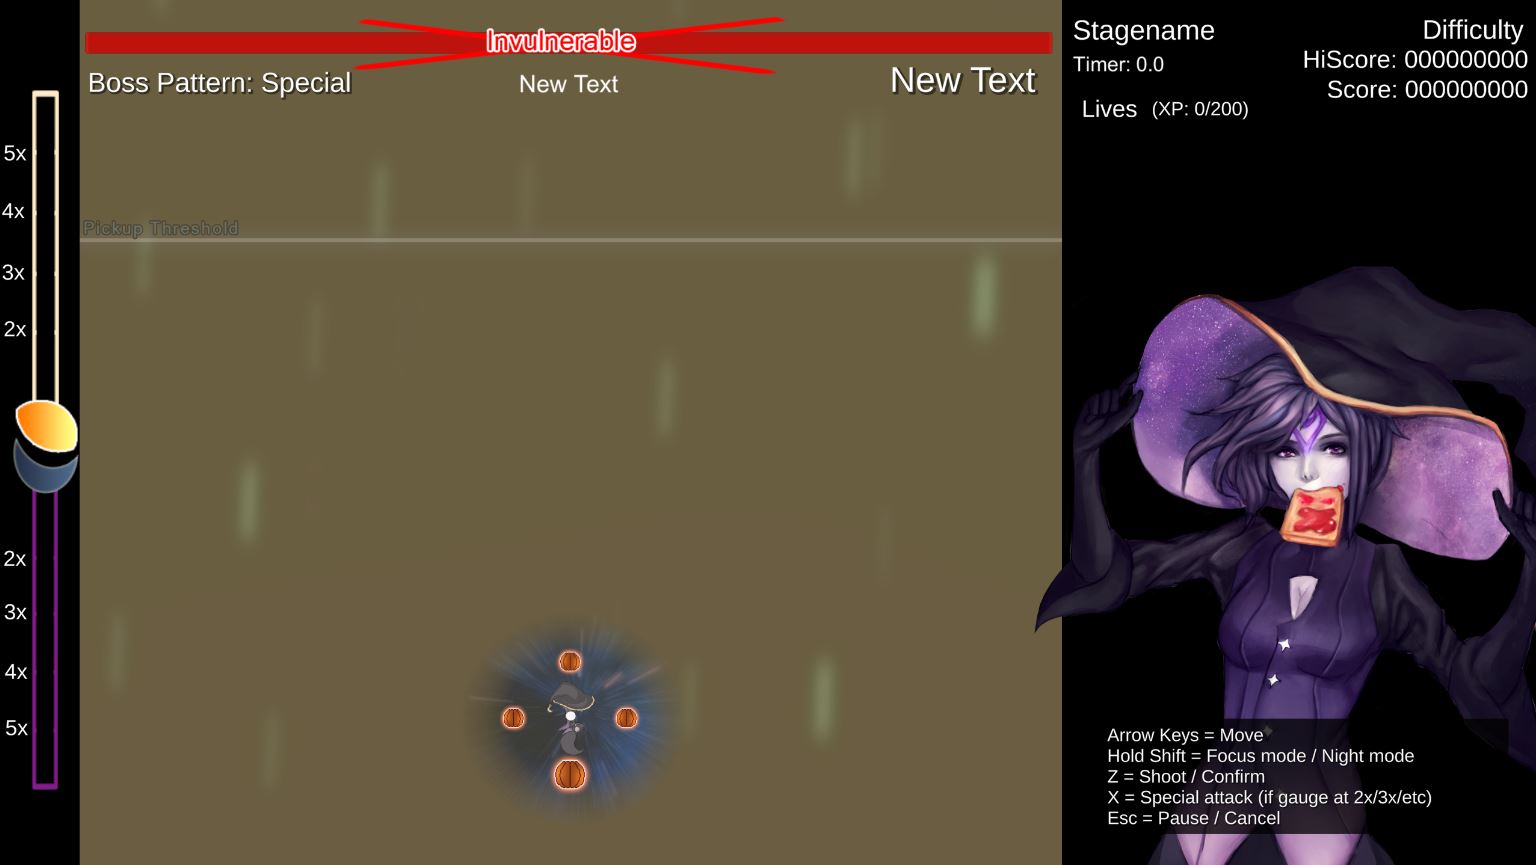 Invulnerable
Boss Pattern: Special
New Text
New Text
Pickup Threshold
5x
4x
3x
2x
2x
3x
4x
5x
Stagename
Difficulty
Timer: 0.0
HiScore: 000000000
Score: 000000000
Lives (XP: 0/200)
Arrow Keys = Move
Hold Shift = Focus mode / Night mode
Z = Shoot / Confirm
X = Special attack (if gauge at 2x/3x/etc)
Esc = Pause / Cancel